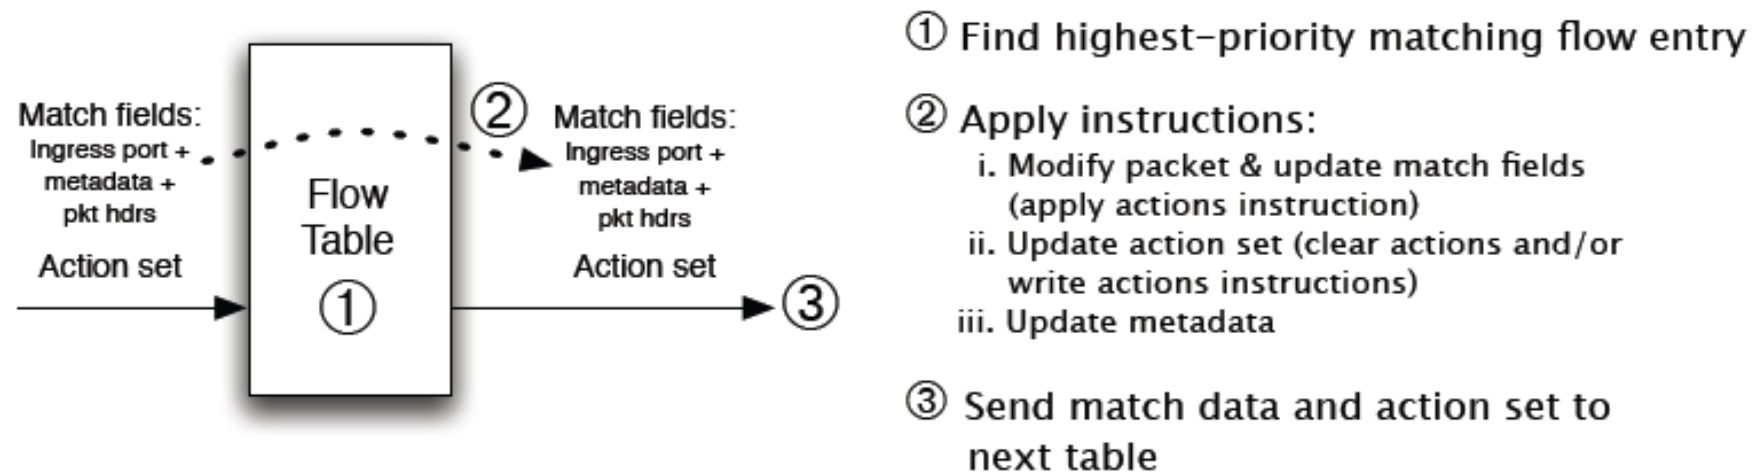 Match fields:
Ingress port +
metadata +
pkt hdrs
Action set
Flow
Table
①
②
Match fields:
Ingress port +
metadata +
pkt hdrs
Action set
③
① Find highest-priority matching flow entry
② Apply instructions:
i. Modify packet & update match fields
(apply actions instruction)
ii. Update action set (clear actions and/or
write actions instructions)
iii. Update metadata
③ Send match data and action set to
next table